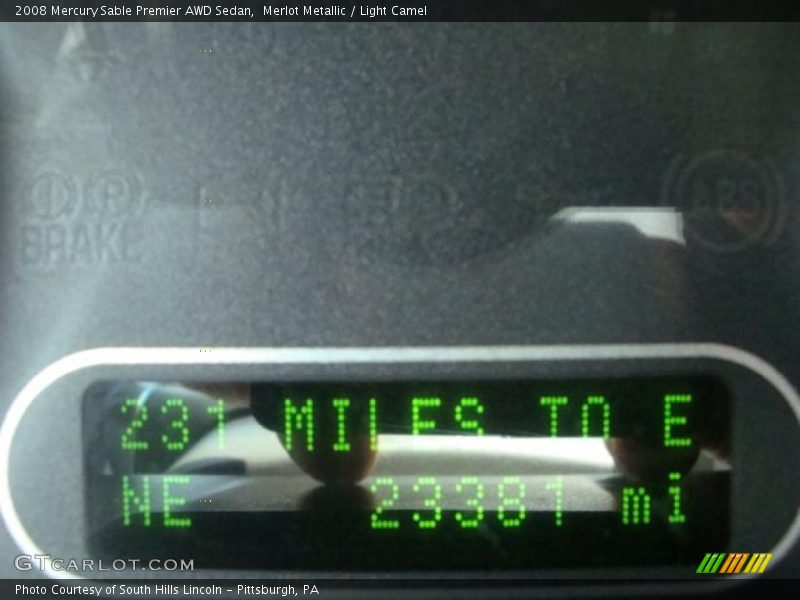 2008 Mercury Sable Premier AWD Sedan,  Merlot Metallic / Light Camel
BRAKE
ABS
231 MILES TO E
NE 23381 mi
GTCARLOT.COM
Photo Courtesy of South Hills Lincoln - Pittsburgh, PA